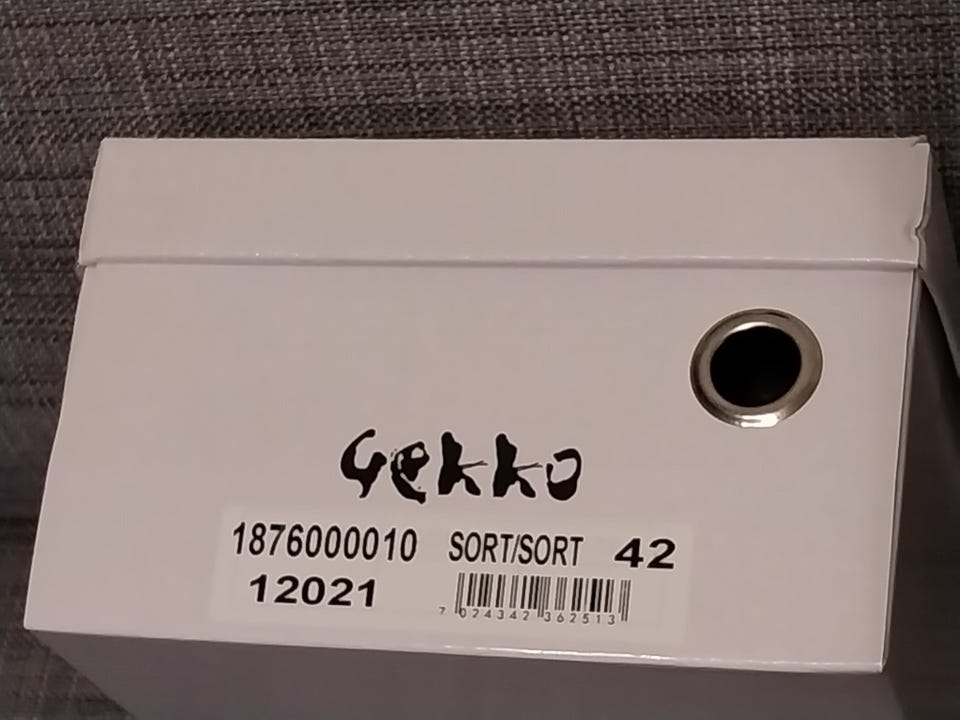 Gekko
1876000010 SORT/SORT 42
12021
7 024342 362513